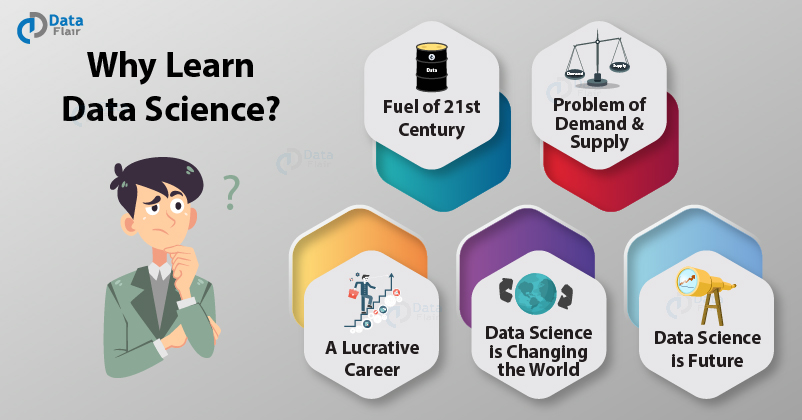 Data
Flair
Why Learn
Data Science?
?
Data
Fuel of 21st
Century
Demand
Supply
Problem of
Demand &
Supply
Data
Flair
A Lucrative
Career
Data Science
is Changing
the World
Data Science
is Future